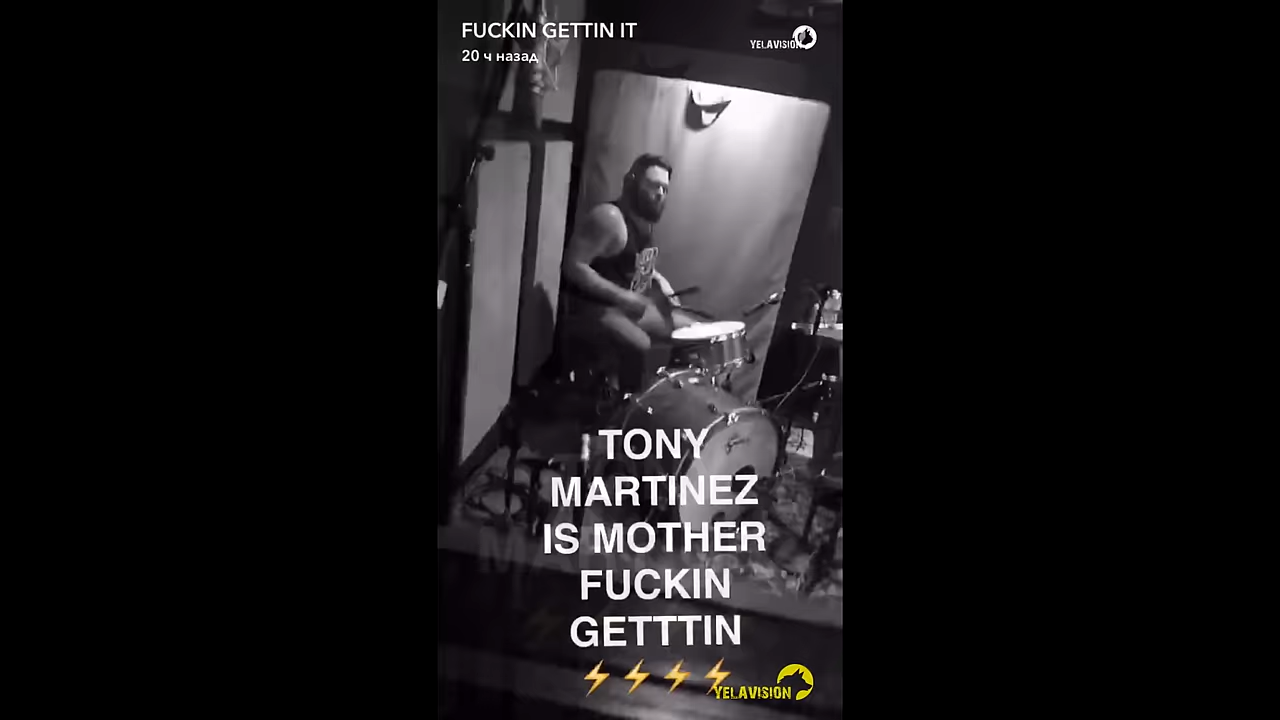 FUCKIN GETTIN IT
20 ч назад
YELAVISION
TONY
MARTINEZ
IS MOTHER
FUCKIN
GETTTIN
⚡⚡⚡⚡
YELAVISION